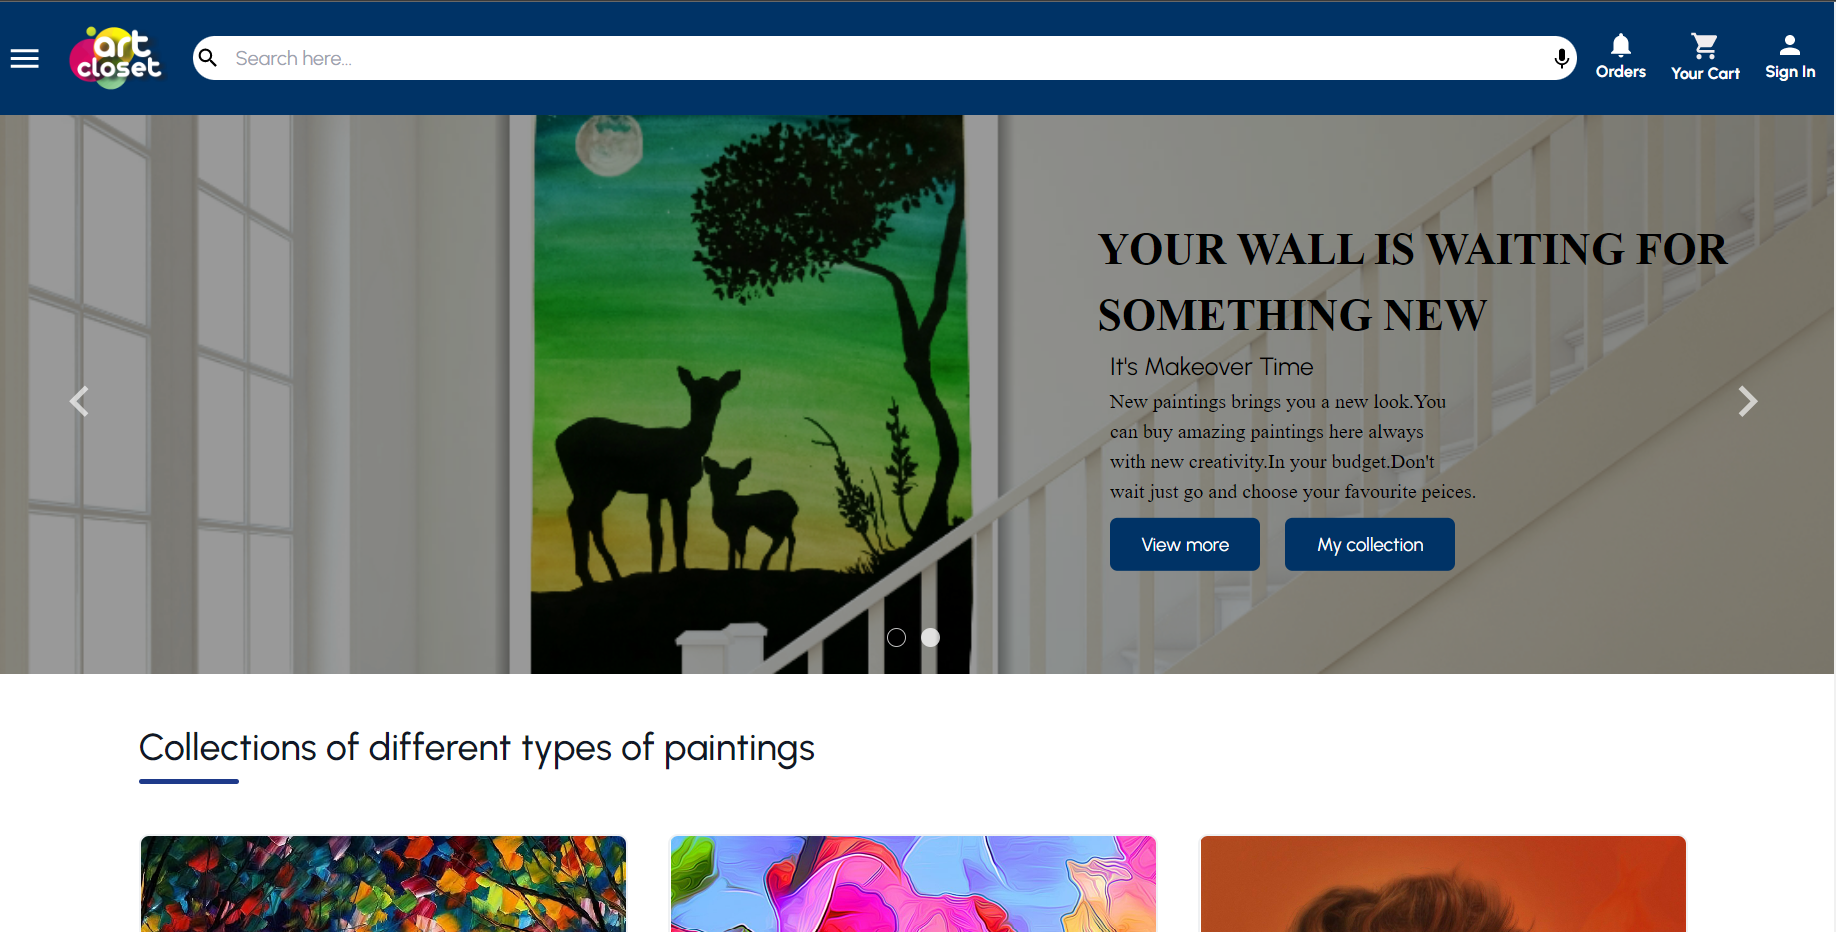 art
closet
Search here...
Orders
Your Cart
Sign In
YOUR WALL IS WAITING FOR
SOMETHING NEW
It's Makeover Time
New paintings brings you a new look.You
can buy amazing paintings here always
with new creativity.In your budget.Don't
wait just go and choose your favourite peices.
View more
My collection
Collections of different types of paintings